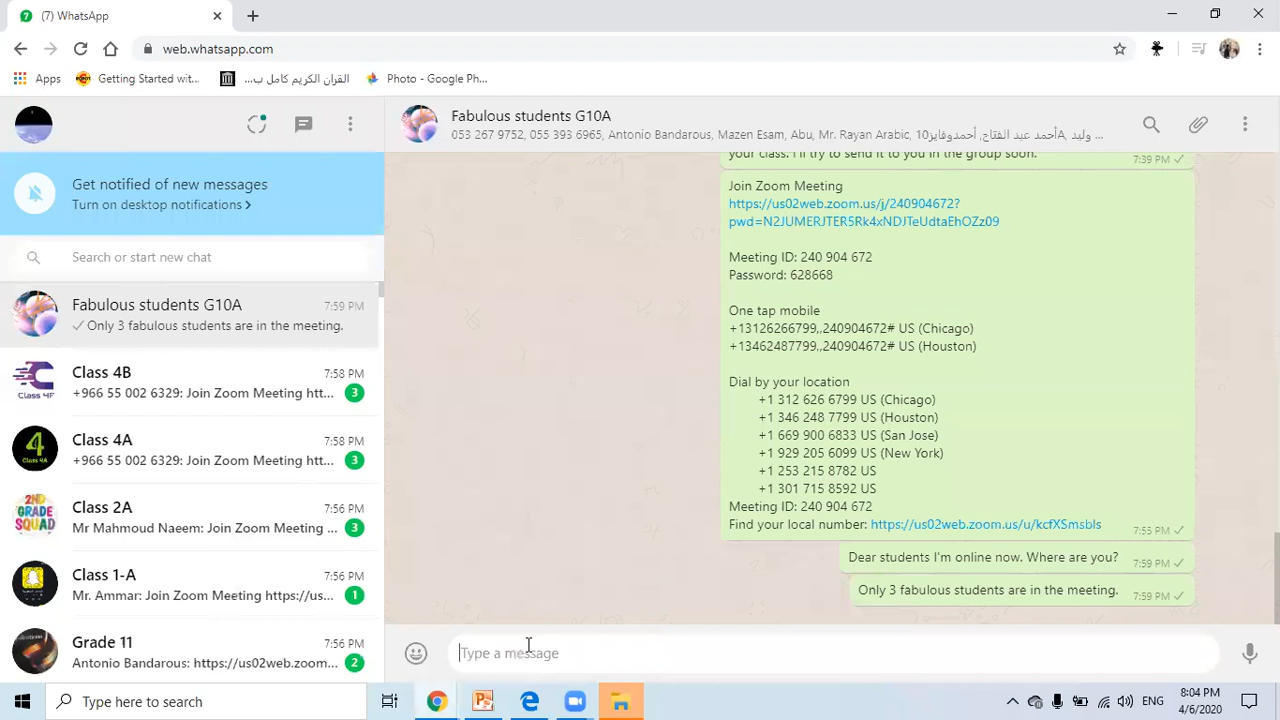 (7) WhatsApp
web.whatsapp.com
Apps
Getting Started wit...
القرآن الكريم كامل ب...
Photo - Google Ph...
Get notified of new messages
Turn on desktop notifications >
Search or start new chat
Fabulous students G10A
7:59 PM
Only 3 fabulous students are in the meeting.
Class 4B
7:58 PM
+966 55 002 6329: Join Zoom Meeting htt...
3
Class 4A
7:58 PM
+966 55 002 6329: Join Zoom Meeting htt...
3
Class 2A
7:56 PM
Mr Mahmoud Naeem: Join Zoom Meeting ...
3
Class 1-A
7:56 PM
Mr. Ammar: Join Zoom Meeting https://us...
1
Grade 11
7:56 PM
Antonio Bandarous: https://us02web.zoom...
2
Fabulous students G10A
053 267 9752, 055 393 6965, Antonio Bandarous, Mazen Esam, Abu, Mr. Rayan Arabic, 10أحمد عبد الفتاح, أحمدوفايز, Aوليد ...
your class. I'll try to send it to you in the group soon.
7:39 PM
Join Zoom Meeting
https://us02web.zoom.us/j/240904672?
pwd=N2JUMERJTER5Rk4xNDJTeUdtaEhOZz09
Meeting ID: 240 904 672
Password: 628668
One tap mobile
+13126266799,,240904672# US (Chicago)
+13462487799,,240904672# US (Houston)
Dial by your location
+1 312 626 6799 US (Chicago)
+1 346 248 7799 US (Houston)
+1 669 900 6833 US (San Jose)
+1 929 205 6099 US (New York)
+1 253 215 8782 US
+1 301 715 8592 US
Meeting ID: 240 904 672
Find your local number: https://us02web.zoom.us/u/kcfXSmsbls
7:55 PM
Dear students I'm online now. Where are you?
7:59 PM
Only 3 fabulous students are in the meeting.
7:59 PM
Type a message
Type here to search
ENG
8:04 PM
4/6/2020